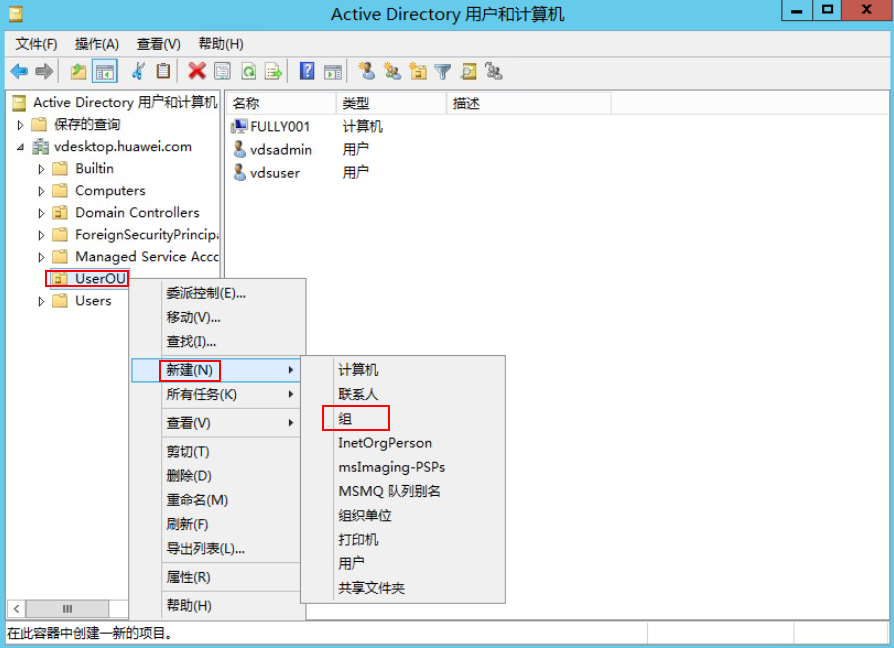 Active Directory 用户和计算机
文件(F) 操作(A) 查看(V) 帮助(H)
Active Directory 用户和计算机
保存的查询
vdesktop.huawei.com
Builtin
Computers
Domain Controllers
ForeignSecurityPrincip
Managed Service Acc
UserOU
Users
名称 类型 描述
FULLY001 计算机
vdsadmin 用户
vdsuser 用户
委派控制(E)...
移动(V)...
查找(I)...
新建(N)
所有任务(K)
查看(V)
剪切(T)
删除(D)
重命名(M)
刷新(F)
导出列表(L)...
属性(R)
帮助(H)
计算机
联系人
组
InetOrgPerson
msImaging-PSPs
MSMQ 队列别名
组织单位
打印机
用户
共享文件夹
在此容器中创建一新的项目。